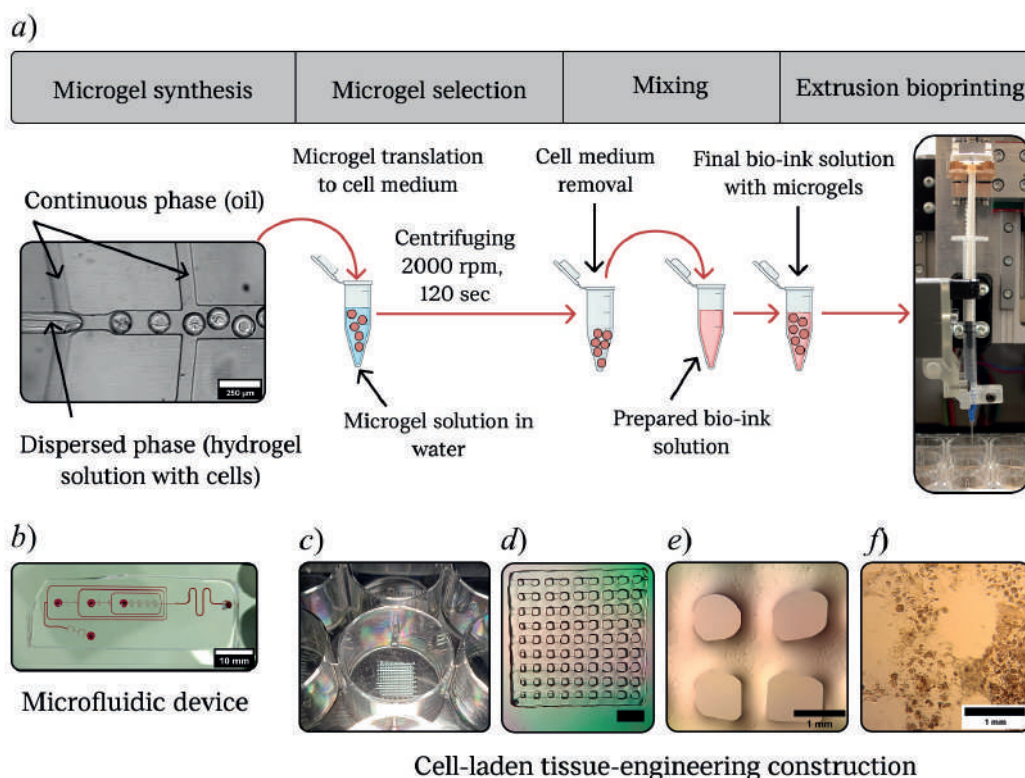 a)
Microgel synthesis
Microgel selection
Mixing
Extrusion bioprinting
Microgel translation
to cell medium
Cell medium
removal
Final bio-ink solution
with microgels
Continuous phase (oil)
Centrifuging
2000 rpm,
120 sec
250 μm
Dispersed phase (hydrogel
solution with cells)
Microgel solution in
water
Prepared bio-ink
solution
b)
c)
d)
e)
f)
10 mm
1 mm
1 mm
Microfluidic device
Cell-laden tissue-engineering construction